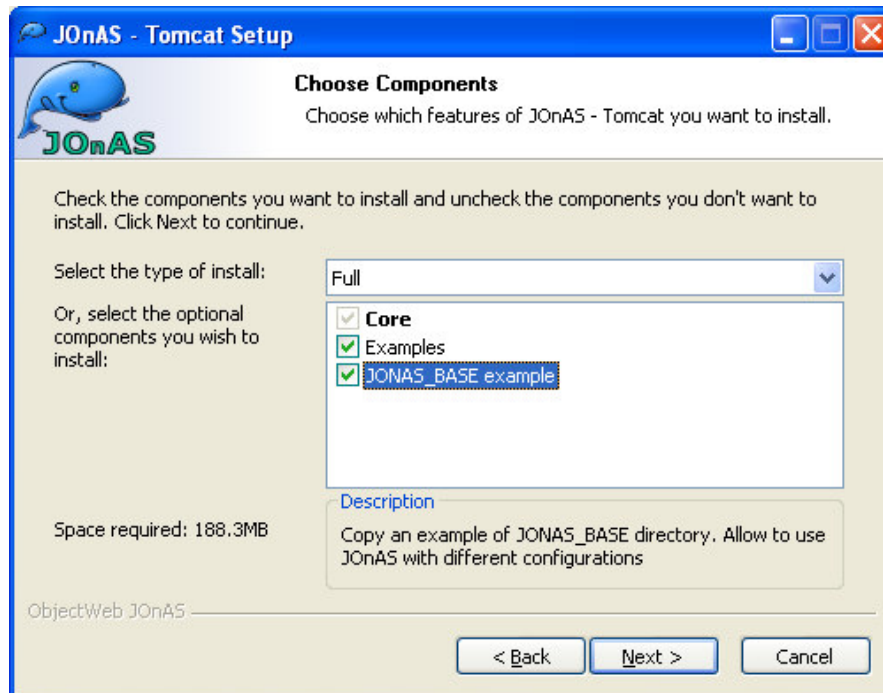 JOnAS - Tomcat Setup
JOnAS
Choose Components
Choose which features of JOnAS - Tomcat you want to install.
Check the components you want to install and uncheck the components you don't want to
install. Click Next to continue.
Select the type of install:
Full
Or, select the optional
components you wish to
install:
Core
Examples
JONAS_BASE example
Space required: 188.3MB
Description
Copy an example of JONAS_BASE directory. Allow to use
JOnAS with different configurations
ObjectWeb JOnAS
< Back
Next >
Cancel